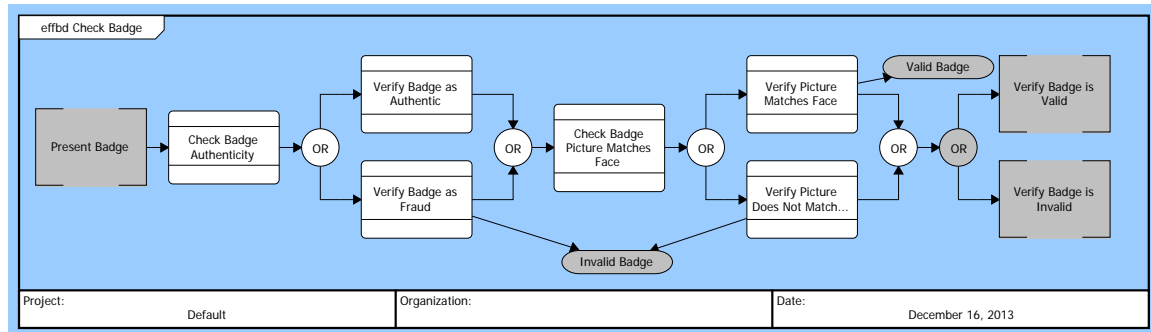 effbd Check Badge
Present Badge
Check Badge
Authenticity
OR
Verify Badge as
Authentic
Verify Badge as
Fraud
OR
Check Badge
Picture Matches
Face
OR
Verify Picture
Matches Face
Verify Picture
Does Not Match...
Valid Badge
Invalid Badge
OR
OR
Verify Badge is
Valid
Verify Badge is
Invalid
Project:
Default
Organization:
Date:
December 16, 2013